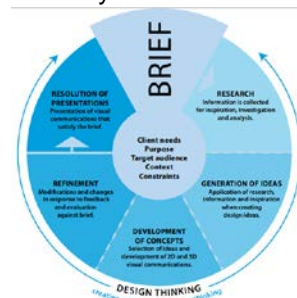 BRIEF
RESEARCH
Information is collected
for inspiration, investigation
and analysis.
GENERATION OF IDEAS
Application of research,
information and inspiration
when creating
design ideas.
DEVELOPMENT
OF CONCEPTS
Selection of ideas and
development of 2D and 3D
visual communications.
REFINEMENT
Modifications and changes
in response to feedback
and evaluation
against brief.
RESOLUTION OF
PRESENTATIONS
Presentation of visual
communications that
satisfy the brief
Client needs
Purpose
Target audience
Context
Constraints
DESIGN THINKING